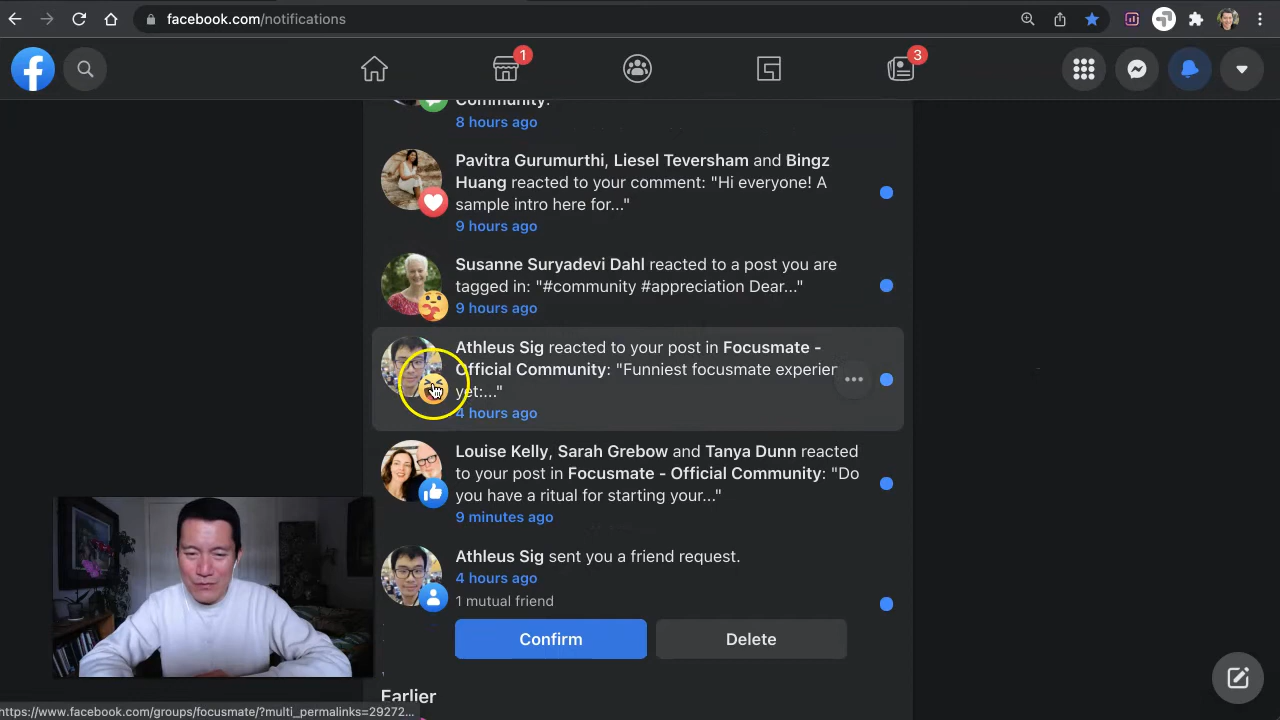 facebook.com/notifications
1
3
Community.
8 hours ago
Pavitra Gurumurthi, Liesel Teversham and Bingz
Huang reacted to your comment: "Hi everyone! A
sample intro here for..."
9 hours ago
Susanne Suryadevi Dahl reacted to a post you are
tagged in: "#community #appreciation Dear..."
9 hours ago
Athleus Sig reacted to your post in Focusmate -
Official Community: "Funniest focusmate experien
yet:..."
4 hours ago
Louise Kelly, Sarah Grebow and Tanya Dunn reacted
to your post in Focusmate - Official Community: "Do
you have a ritual for starting your..."
9 minutes ago
Athleus Sig sent you a friend request.
4 hours ago
1 mutual friend
Confirm Delete
Earlier
https://www.facebook.com/groups/focusmate/?multi_permalinks=29272...